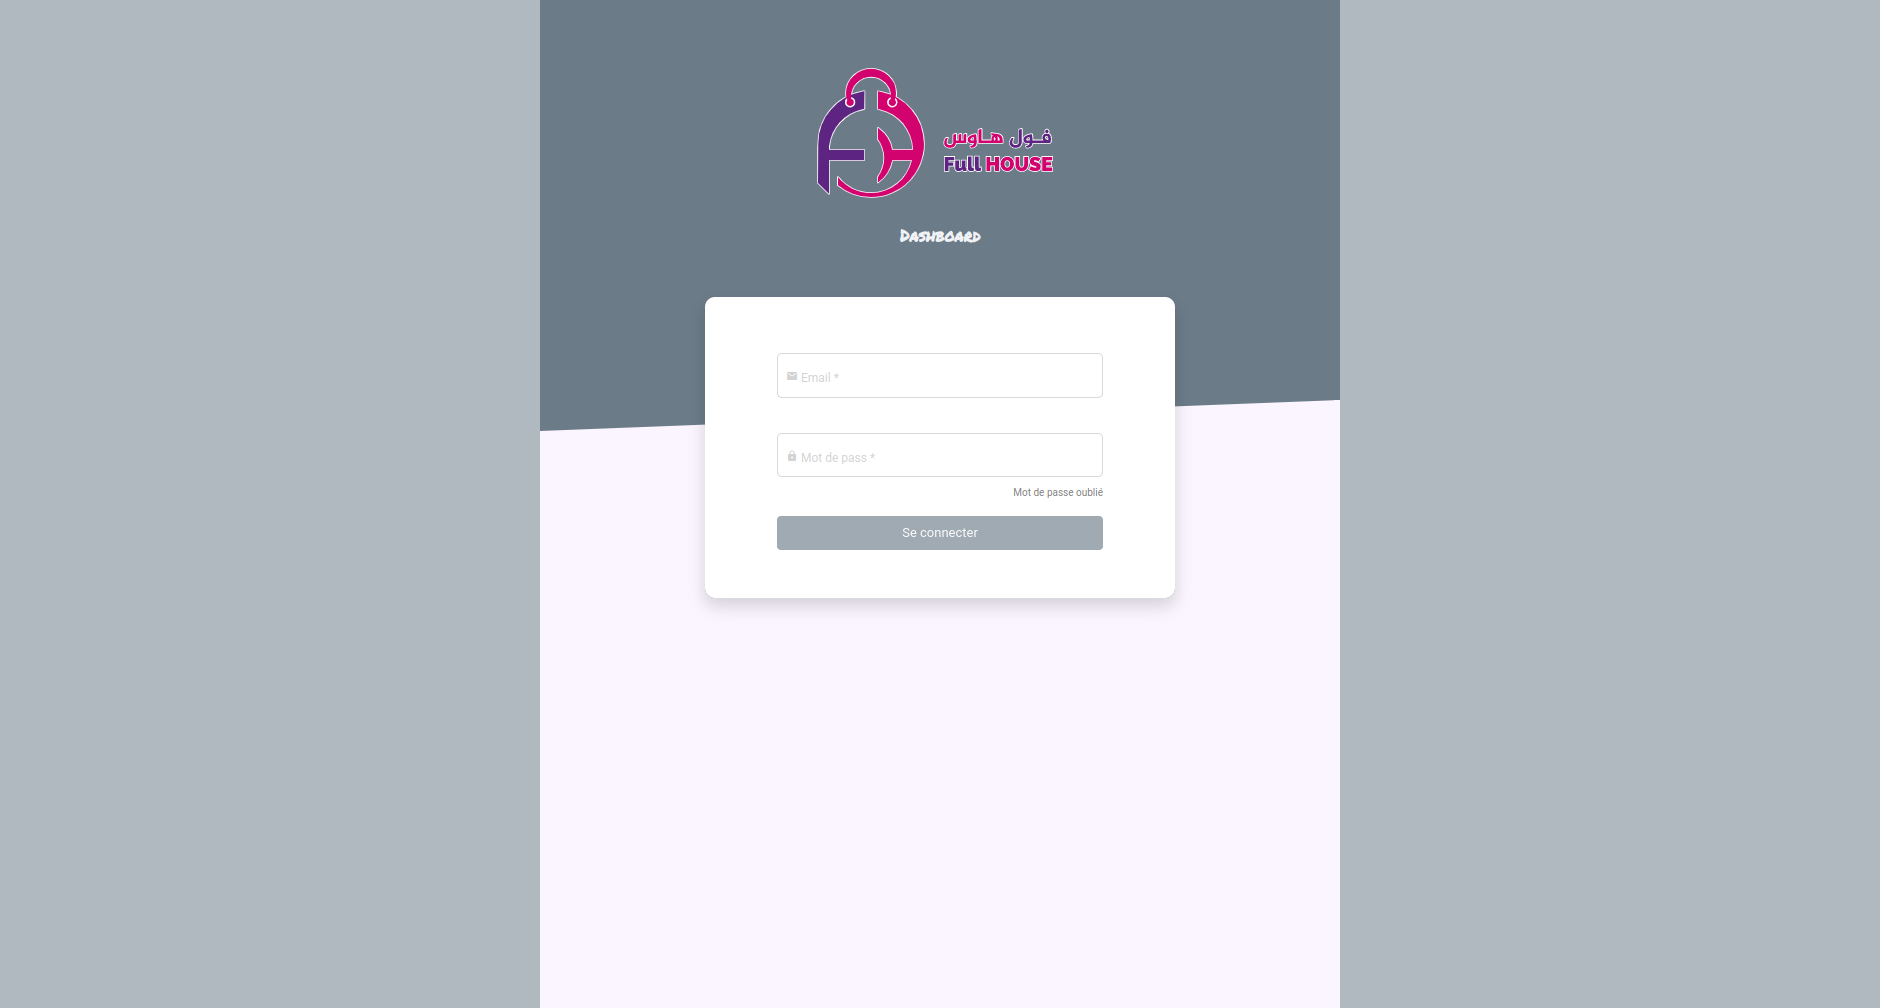 فـول هـاوس
Full HOUSE
Dashboard
Email *
Mot de pass *
Mot de passe oublié
Se connecter